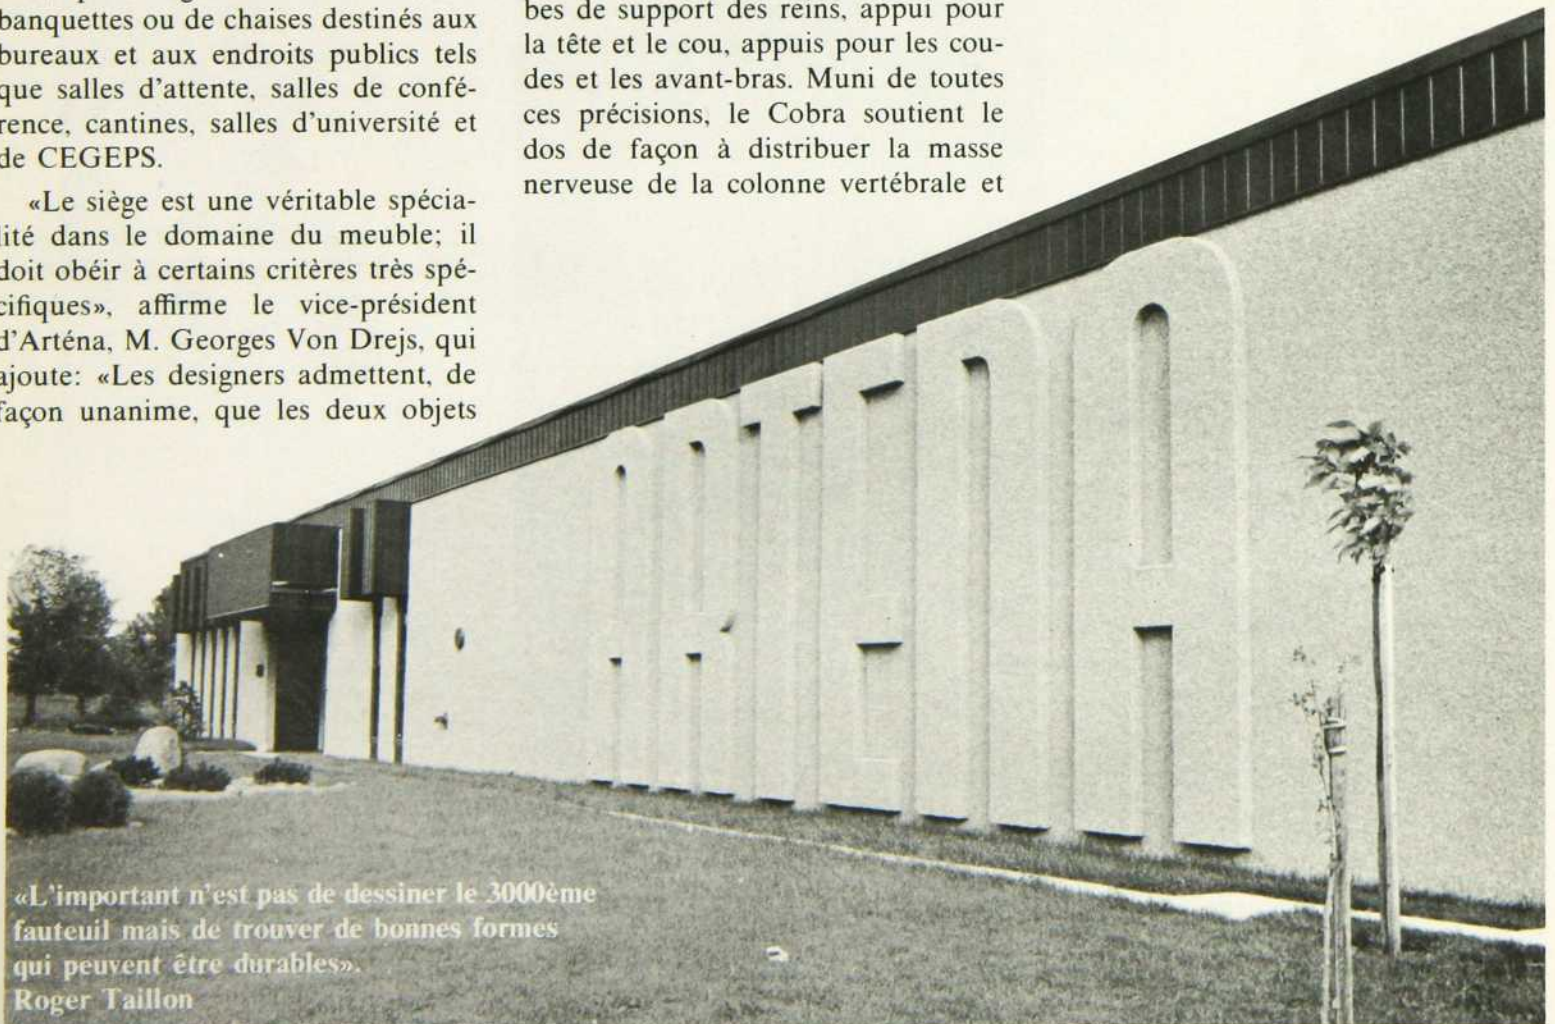 banquettes ou de chaises destinés aux
bureaux et aux endroits publics tels
que salles d'attente, salles de confé-
rence, cantines, salles d'université et
de CEGEPS.
«Le siège est une véritable spécia-
lité dans le domaine du meuble; il
doit obéir à certains critères très spé-
cifiques», affirme le vice-président
d'Arténa, M. Georges Von Drejs, qui
ajoute: «Les designers admettent, de
façon unanime, que les deux objets
bes de support des reins, appui pour
la tête et le cou, appuis pour les cou-
des et les avant-bras. Muni de toutes
ces précisions, le Cobra soutient le
dos de façon à distribuer la masse
nerveuse de la colonne vertébrale et
ARTENA
«L'important n'est pas de dessiner le 3000ème
fauteuil mais de trouver de bonnes formes
qui peuvent être durables».
Roger Taillon